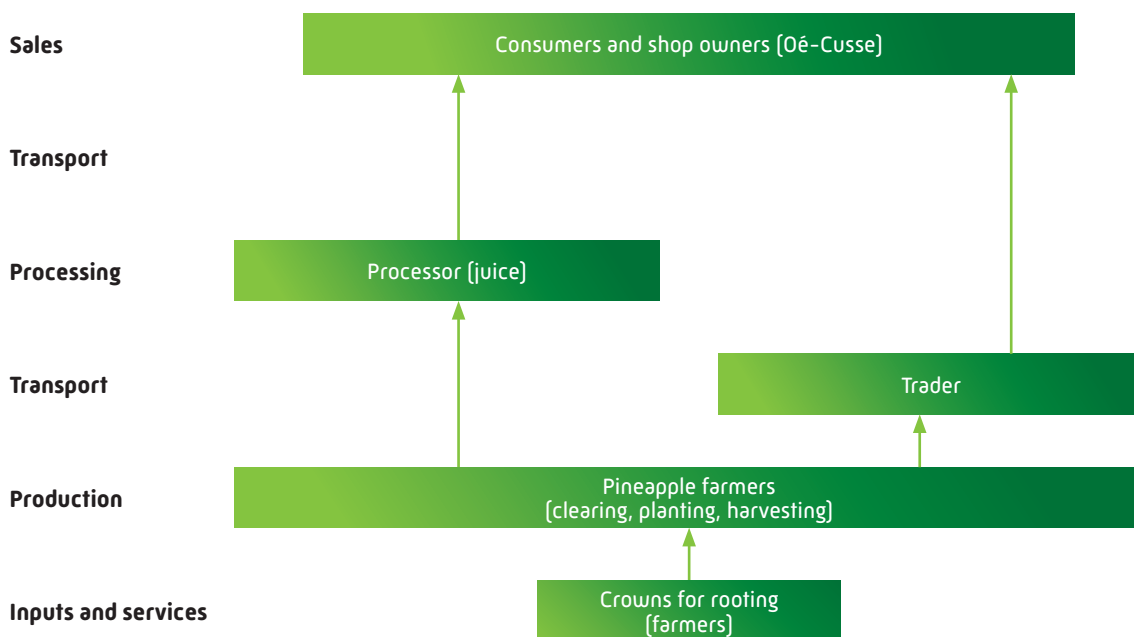 Sales
Consumers and shop owners (Oé-Cusse)
Transport
Processing
Processor (juice)
Transport
Trader
Production
Pineapple farmers
(clearing, planting, harvesting)
Inputs and services
Crowns for rooting
(farmers)